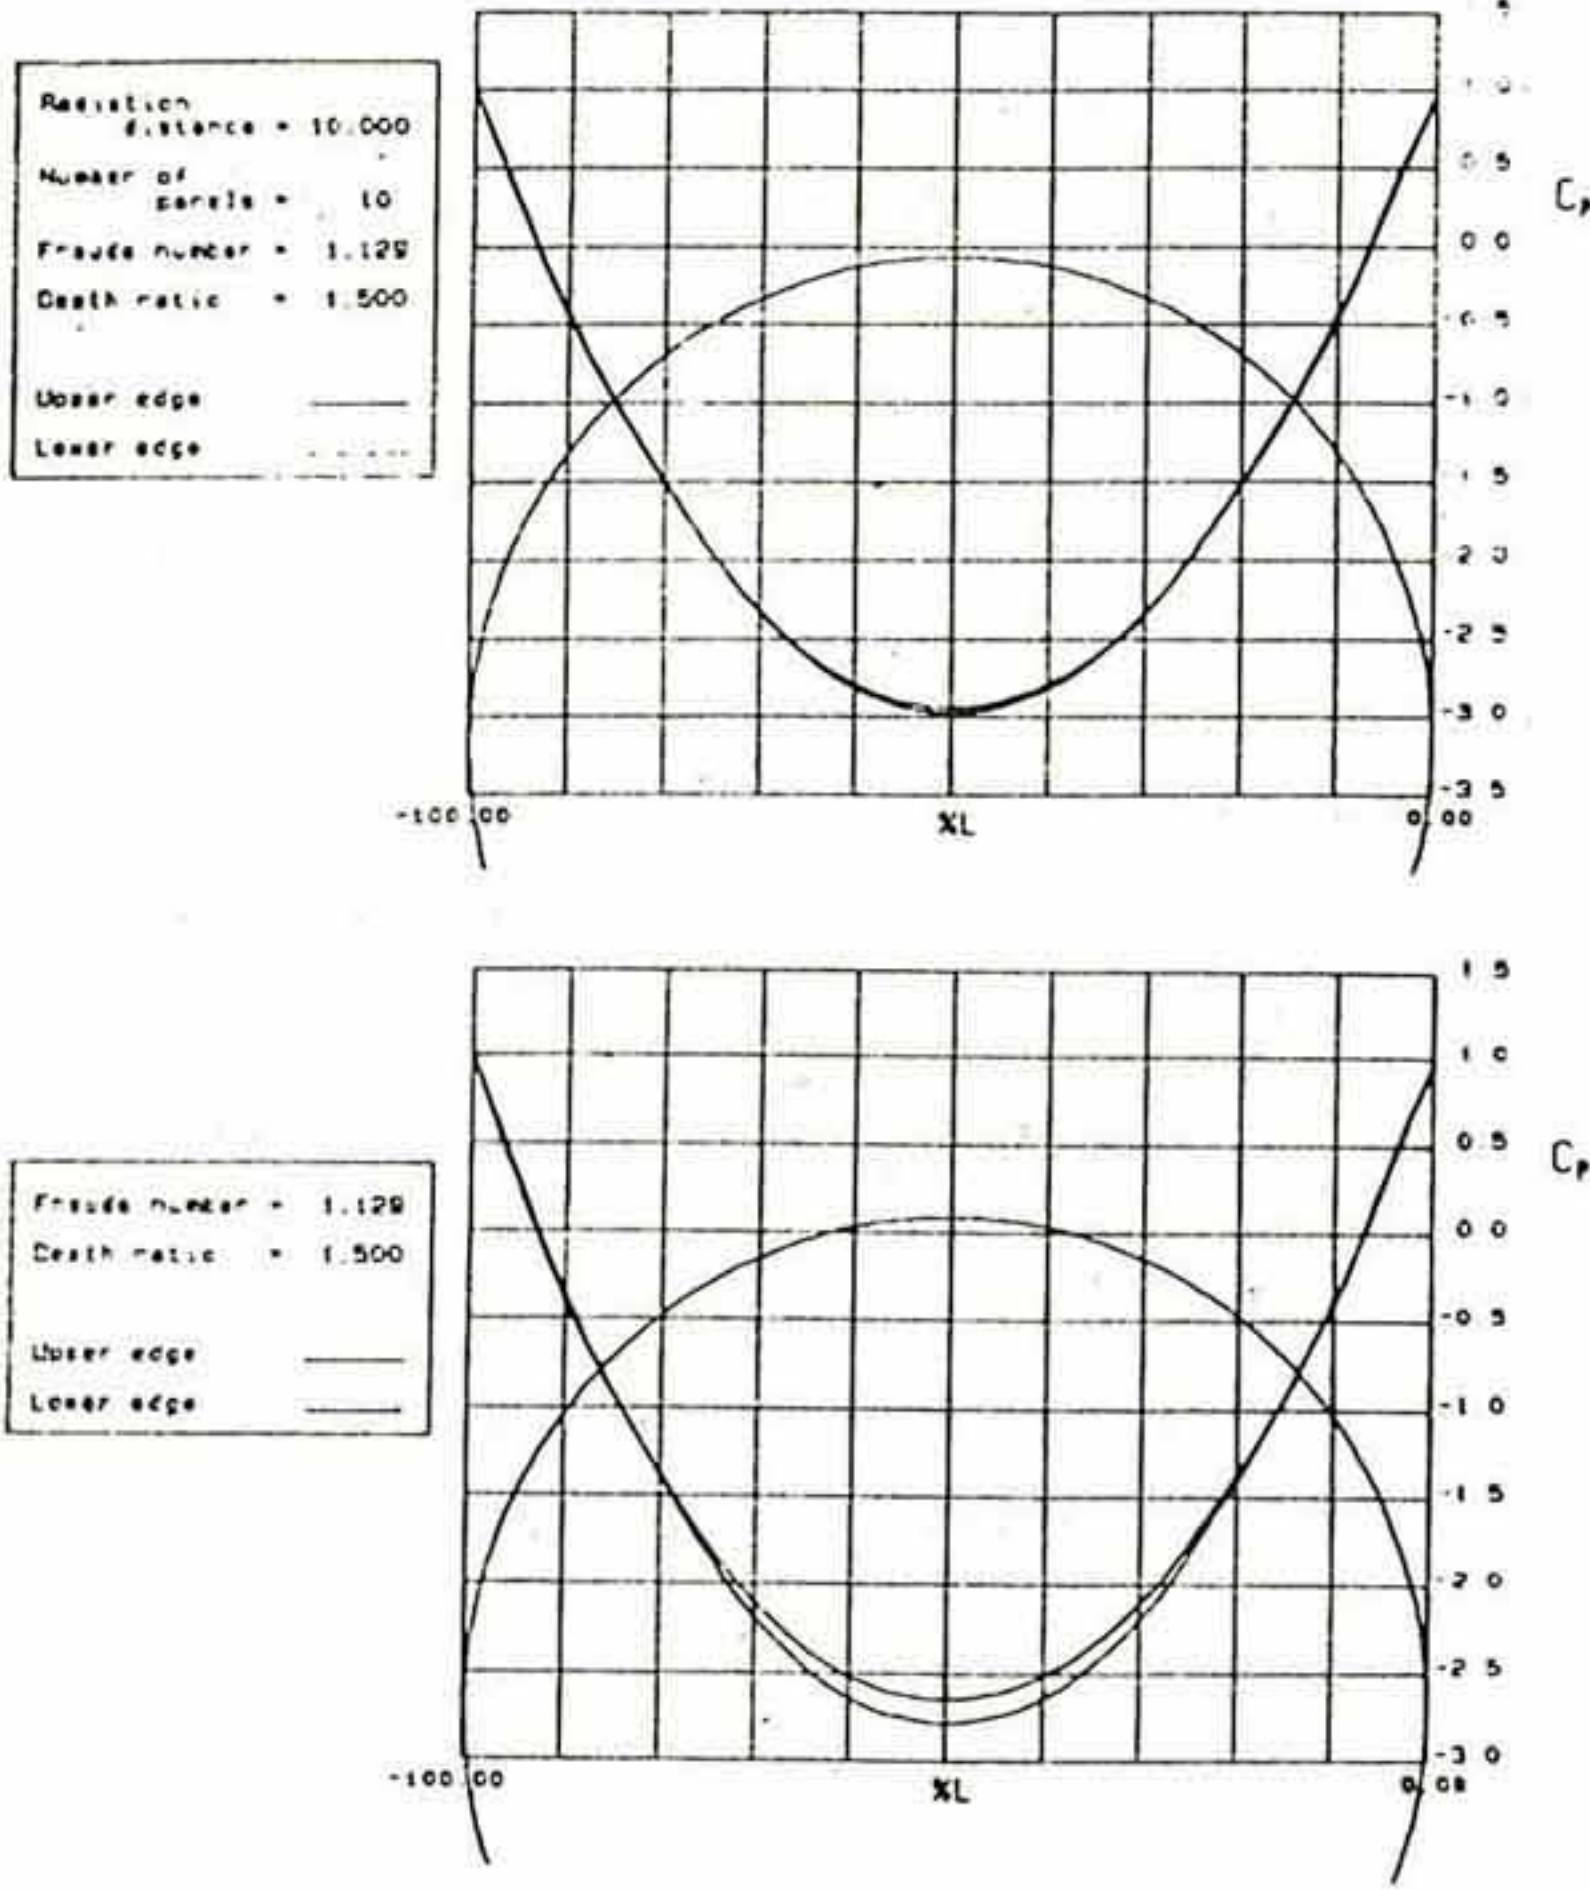 Radiation
distance = 10.000
Number of
panels = 10
Froude number = 1.129
Depth ratio = 1.500
Upper edge
Lower edge
1.0
0.5
0.0
-0.5
-1.0
-1.5
-2.0
-2.5
-3.0
-3.5
Cp
-100.00
%L
0.00
Froude number = 1.129
Depth ratio = 1.500
Upper edge
Lower edge
1.5
1.0
0.5
0.0
-0.5
-1.0
-1.5
-2.0
-2.5
-3.0
Cp
-100.00
%L